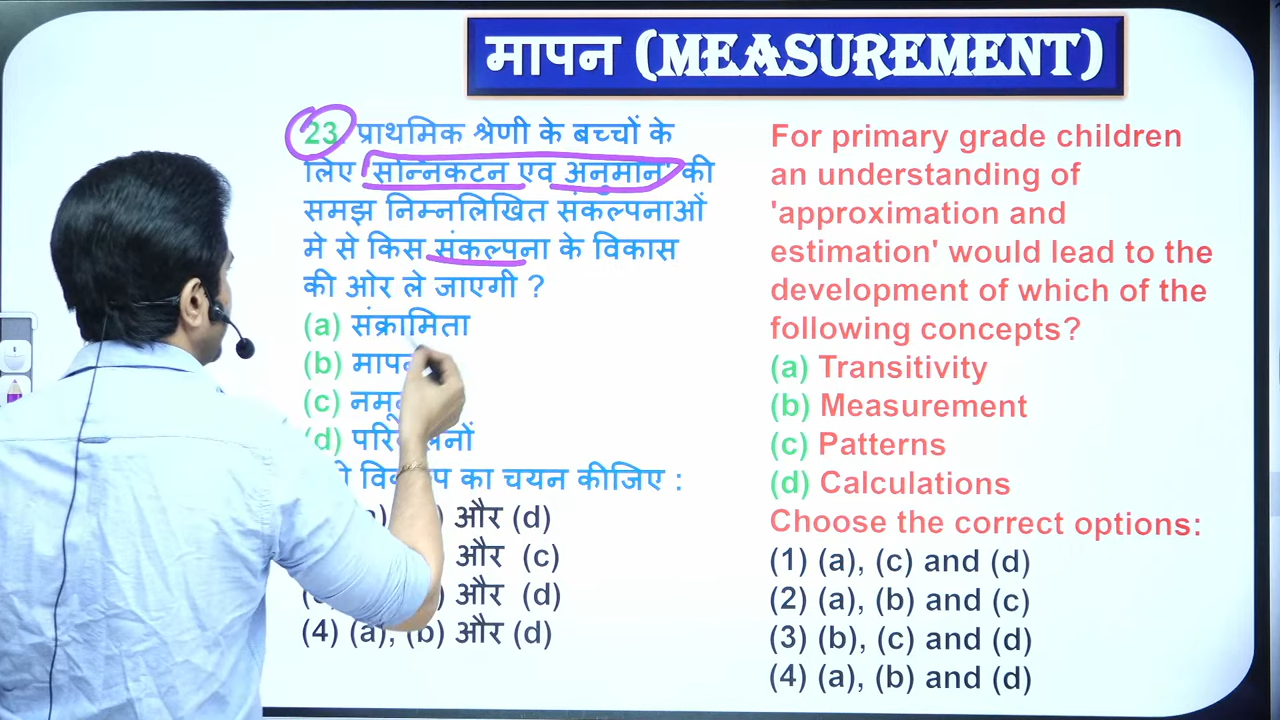 मापन (MEASUREMENT)
23. प्राथमिक श्रेणी के बच्चों के
लिए 'सन्निकटन एवं अनुमान' की
समझ निम्नलिखित संकल्पनाओं
मे से किस संकल्पना के विकास
की ओर ले जाएगी ?
(a) संक्रामिता
(b)
(c)
(d)
का चयन कीजिए :
और (d)
और (c)
और (d)
(4) (a), (b) और (d)
For primary grade children
an understanding of
'approximation and
estimation' would lead to the
development of which of the
following concepts?
(a) Transitivity
(b) Measurement
(c) Patterns
(d) Calculations
Choose the correct options:
(1) (a), (c) and (d)
(2) (a), (b) and (c)
(3) (b), (c) and (d)
(4) (a), (b) and (d)